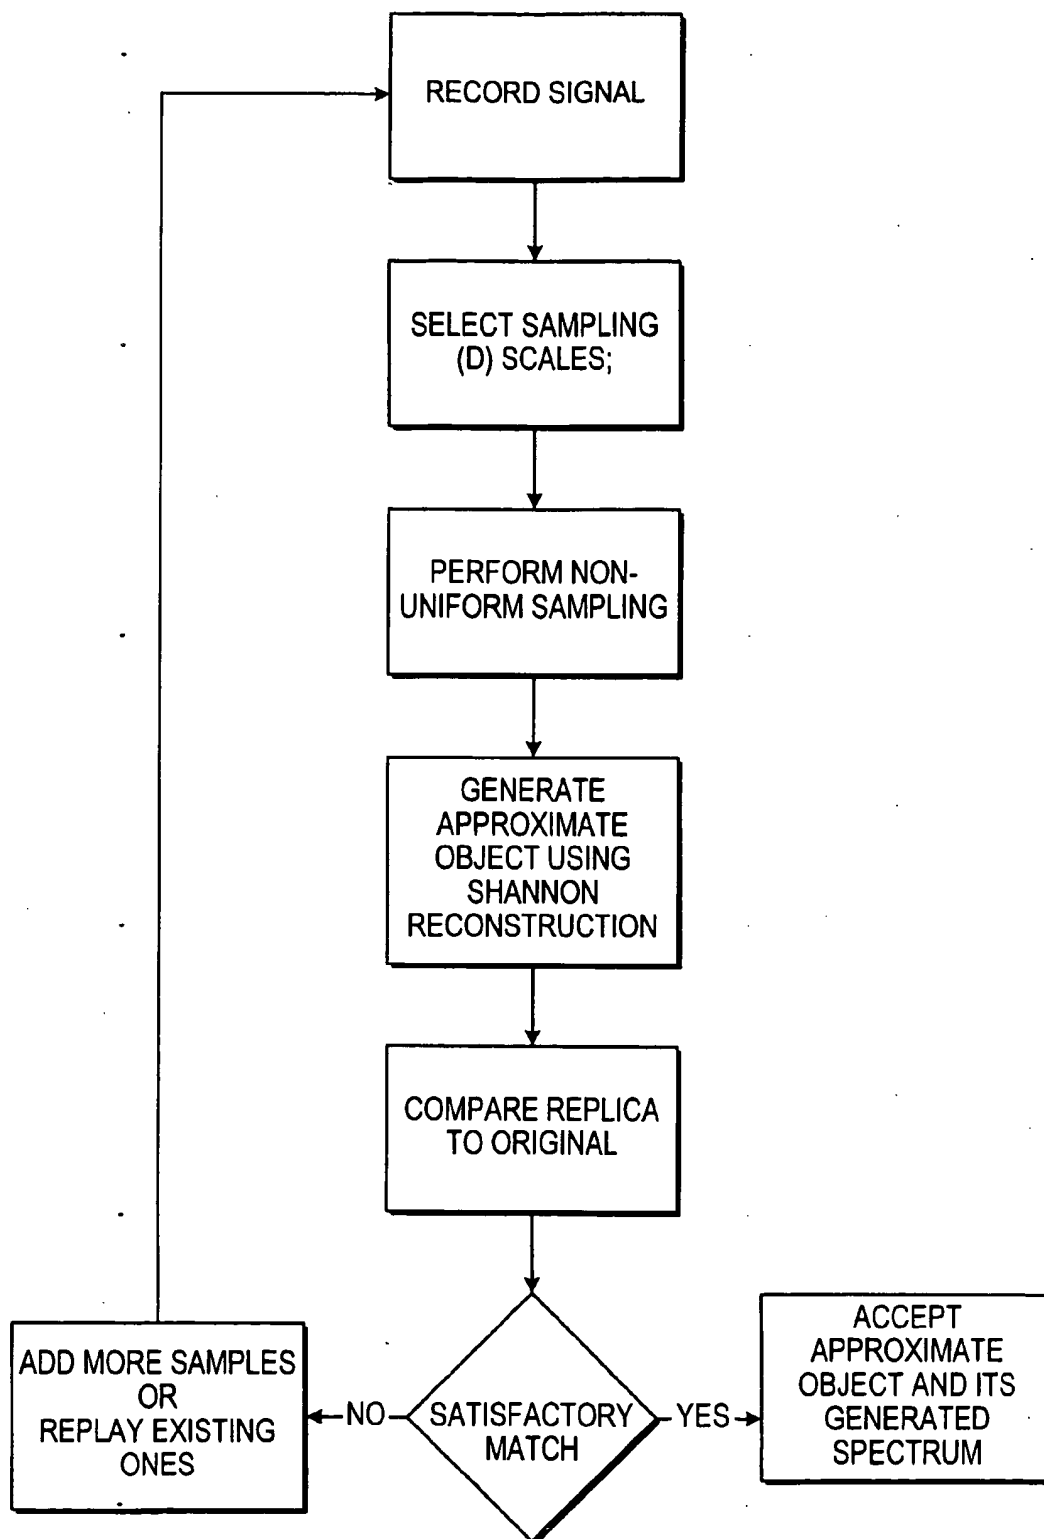 RECORD SIGNAL
SELECT SAMPLING
(D) SCALES;
PERFORM NON-
UNIFORM SAMPLING
GENERATE
APPROXIMATE
OBJECT USING
SHANNON
RECONSTRUCTION
COMPARE REPLICA
TO ORIGINAL
SATISFACTORY
MATCH
NO
ADD MORE SAMPLES
OR
REPLAY EXISTING
ONES
YES
ACCEPT
APPROXIMATE
OBJECT AND ITS
GENERATED
SPECTRUM